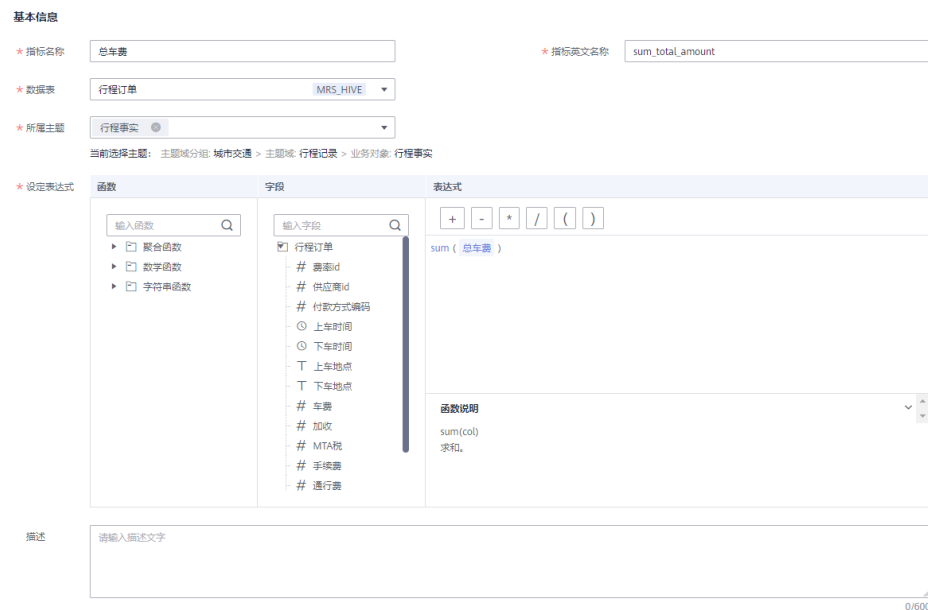 基本信息
* 指标名称 总车费 * 指标英文名称 sum_total_amount
* 数据表 行程订单 MRS_HIVE
* 所属主题 行程事实
当前选择主题： 主题域分组: 城市交通 > 主题域: 行程记录 > 业务对象: 行程事实
* 设定表达式 函数 字段 表达式
输入函数 输入字段 + - * / ( )
聚合函数 行程订单 sum ( 总车费 )
数学函数 # 费率id
字符串函数 # 供应商id
# 付款方式编码
上车时间
下车时间
T 上车地点
T 下车地点
# 车费 函数说明
# 加收 sum(col)
# MTA税 求和。
# 手续费
# 通行费
描述 请输入描述文字
0/600